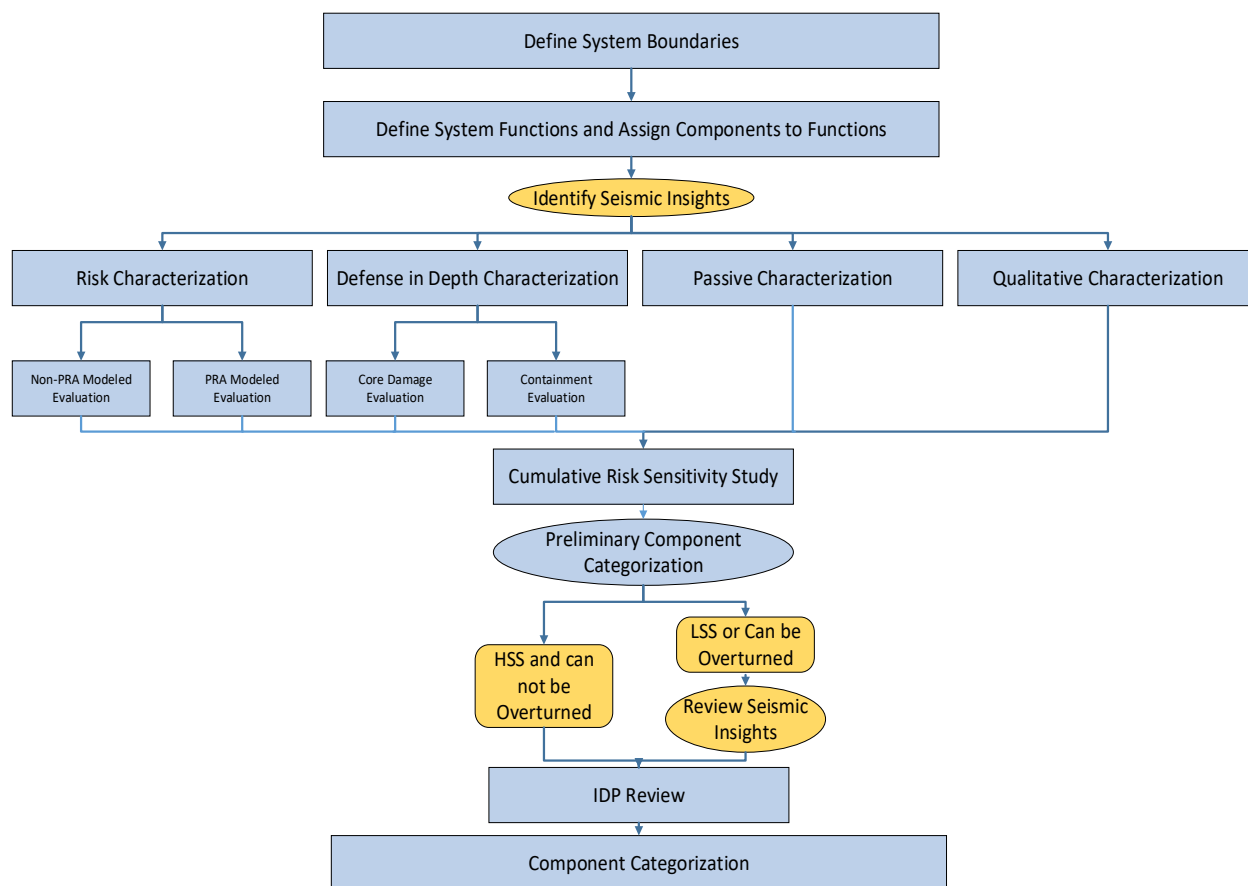 Define System Boundaries
Define System Functions and Assign Components to Functions
Identify Seismic Insights
Risk Characterization
Defense in Depth Characterization
Passive Characterization
Qualitative Characterization
Non-PRA Modeled
Evaluation
PRA Modeled
Evaluation
Core Damage
Evaluation
Containment
Evaluation
Cumulative Risk Sensitivity Study
Preliminary Component
Categorization
HSS and can
not be
Overturned
LSS or Can be
Overturned
Review Seismic
Insights
IDP Review
Component Categorization